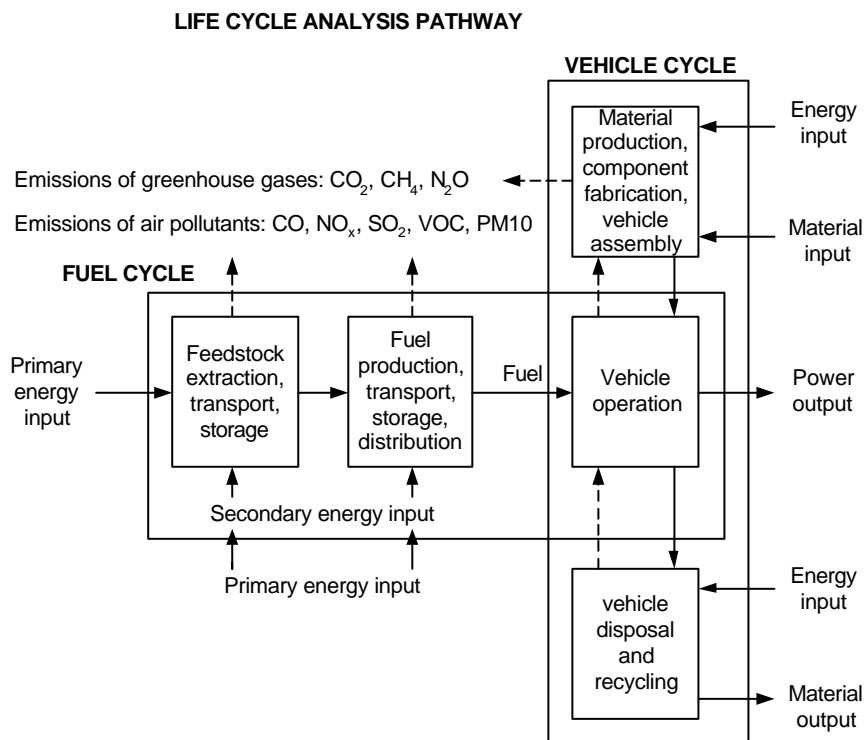 LIFE CYCLE ANALYSIS PATHWAY
VEHICLE CYCLE
Material
production,
component
fabrication,
vehicle
assembly
Energy
input
Material
input
Emissions of greenhouse gases: CO₂, CH₄, N₂O
Emissions of air pollutants: CO, NOₓ, SO₂, VOC, PM10
FUEL CYCLE
Primary
energy
input
Feedstock
extraction,
transport,
storage
Fuel
production,
transport,
storage,
distribution
Fuel
Vehicle
operation
Power
output
Secondary energy input
Primary energy input
vehicle
disposal
and
recycling
Energy
input
Material
output